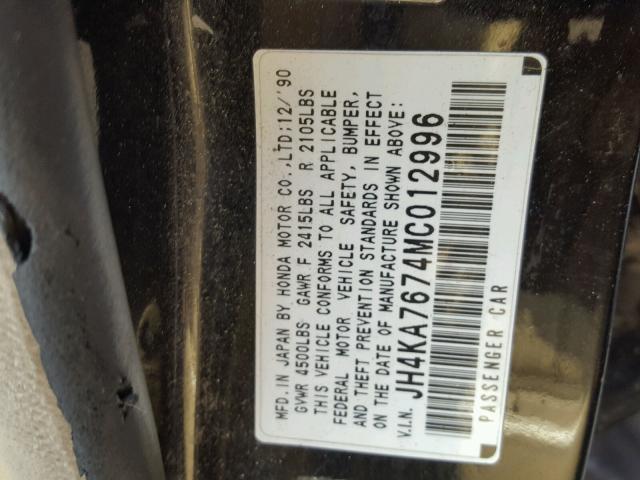 MFD.IN JAPAN BY HONDA MOTOR CO.,LTD:12/'90
GVWR 4500LBS GAWR F 2415LBS R 2105LBS
THIS VEHICLE CONFORMS TO ALL APPLICABLE
FEDERAL MOTOR VEHICLE SAFETY, BUMPER,
AND THEFT PREVENTION STANDARDS IN EFFECT
ON THE DATE OF MANUFACTURE SHOWN ABOVE:
V.I.N. JH4KA7674MC012996
PASSENGER CAR